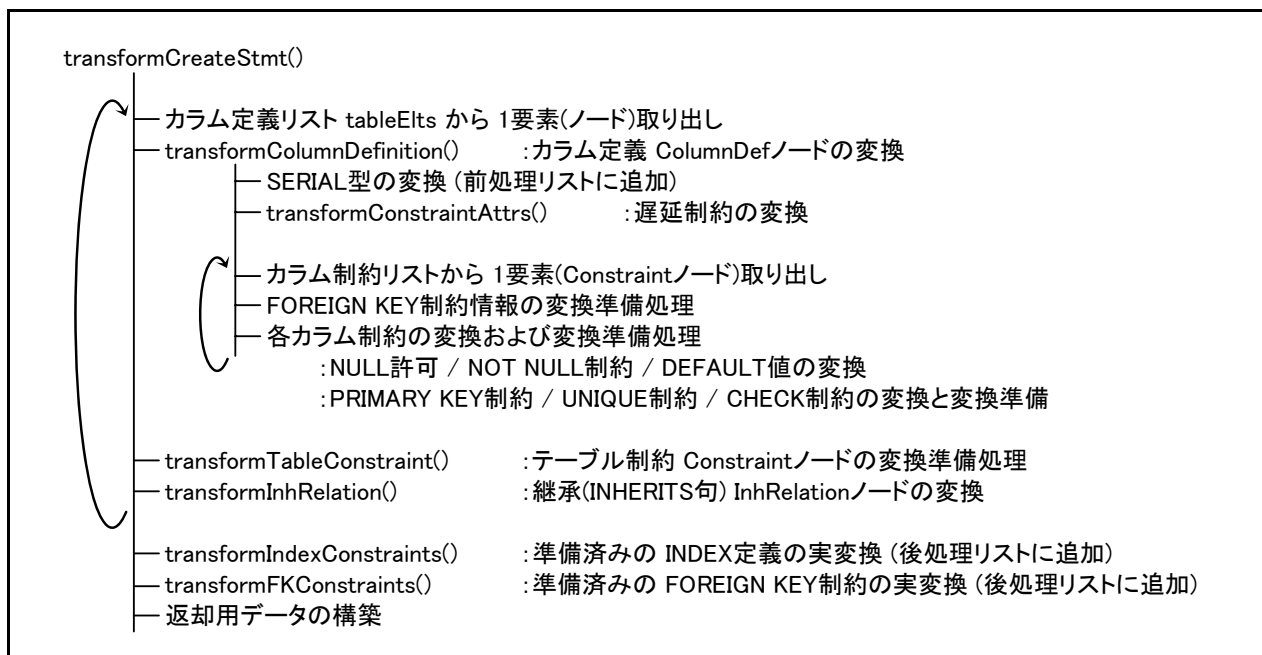 transformCreateStmt()
カラム定義リスト tableElts から 1要素(ノード)取り出し
transformColumnDefinition() :カラム定義 ColumnDefノードの変換
SERIAL型の変換 (前処理リストに追加)
transformConstraintAttrs() :遅延制約の変換
カラム制約リストから 1要素(Constraintノード)取り出し
FOREIGN KEY制約情報の変換準備処理
各カラム制約の変換および変換準備処理
:NULL許可 / NOT NULL制約 / DEFAULT値の変換
:PRIMARY KEY制約 / UNIQUE制約 / CHECK制約の変換と変換準備
transformTableConstraint() :テーブル制約 Constraintノードの変換準備処理
transformInhRelation() :継承(INHERITS句) InhRelationノードの変換
transformIndexConstraints() :準備済みの INDEX定義の実変換 (後処理リストに追加)
transformFKConstraints() :準備済みの FOREIGN KEY制約の実変換 (後処理リストに追加)
返却用データの構築